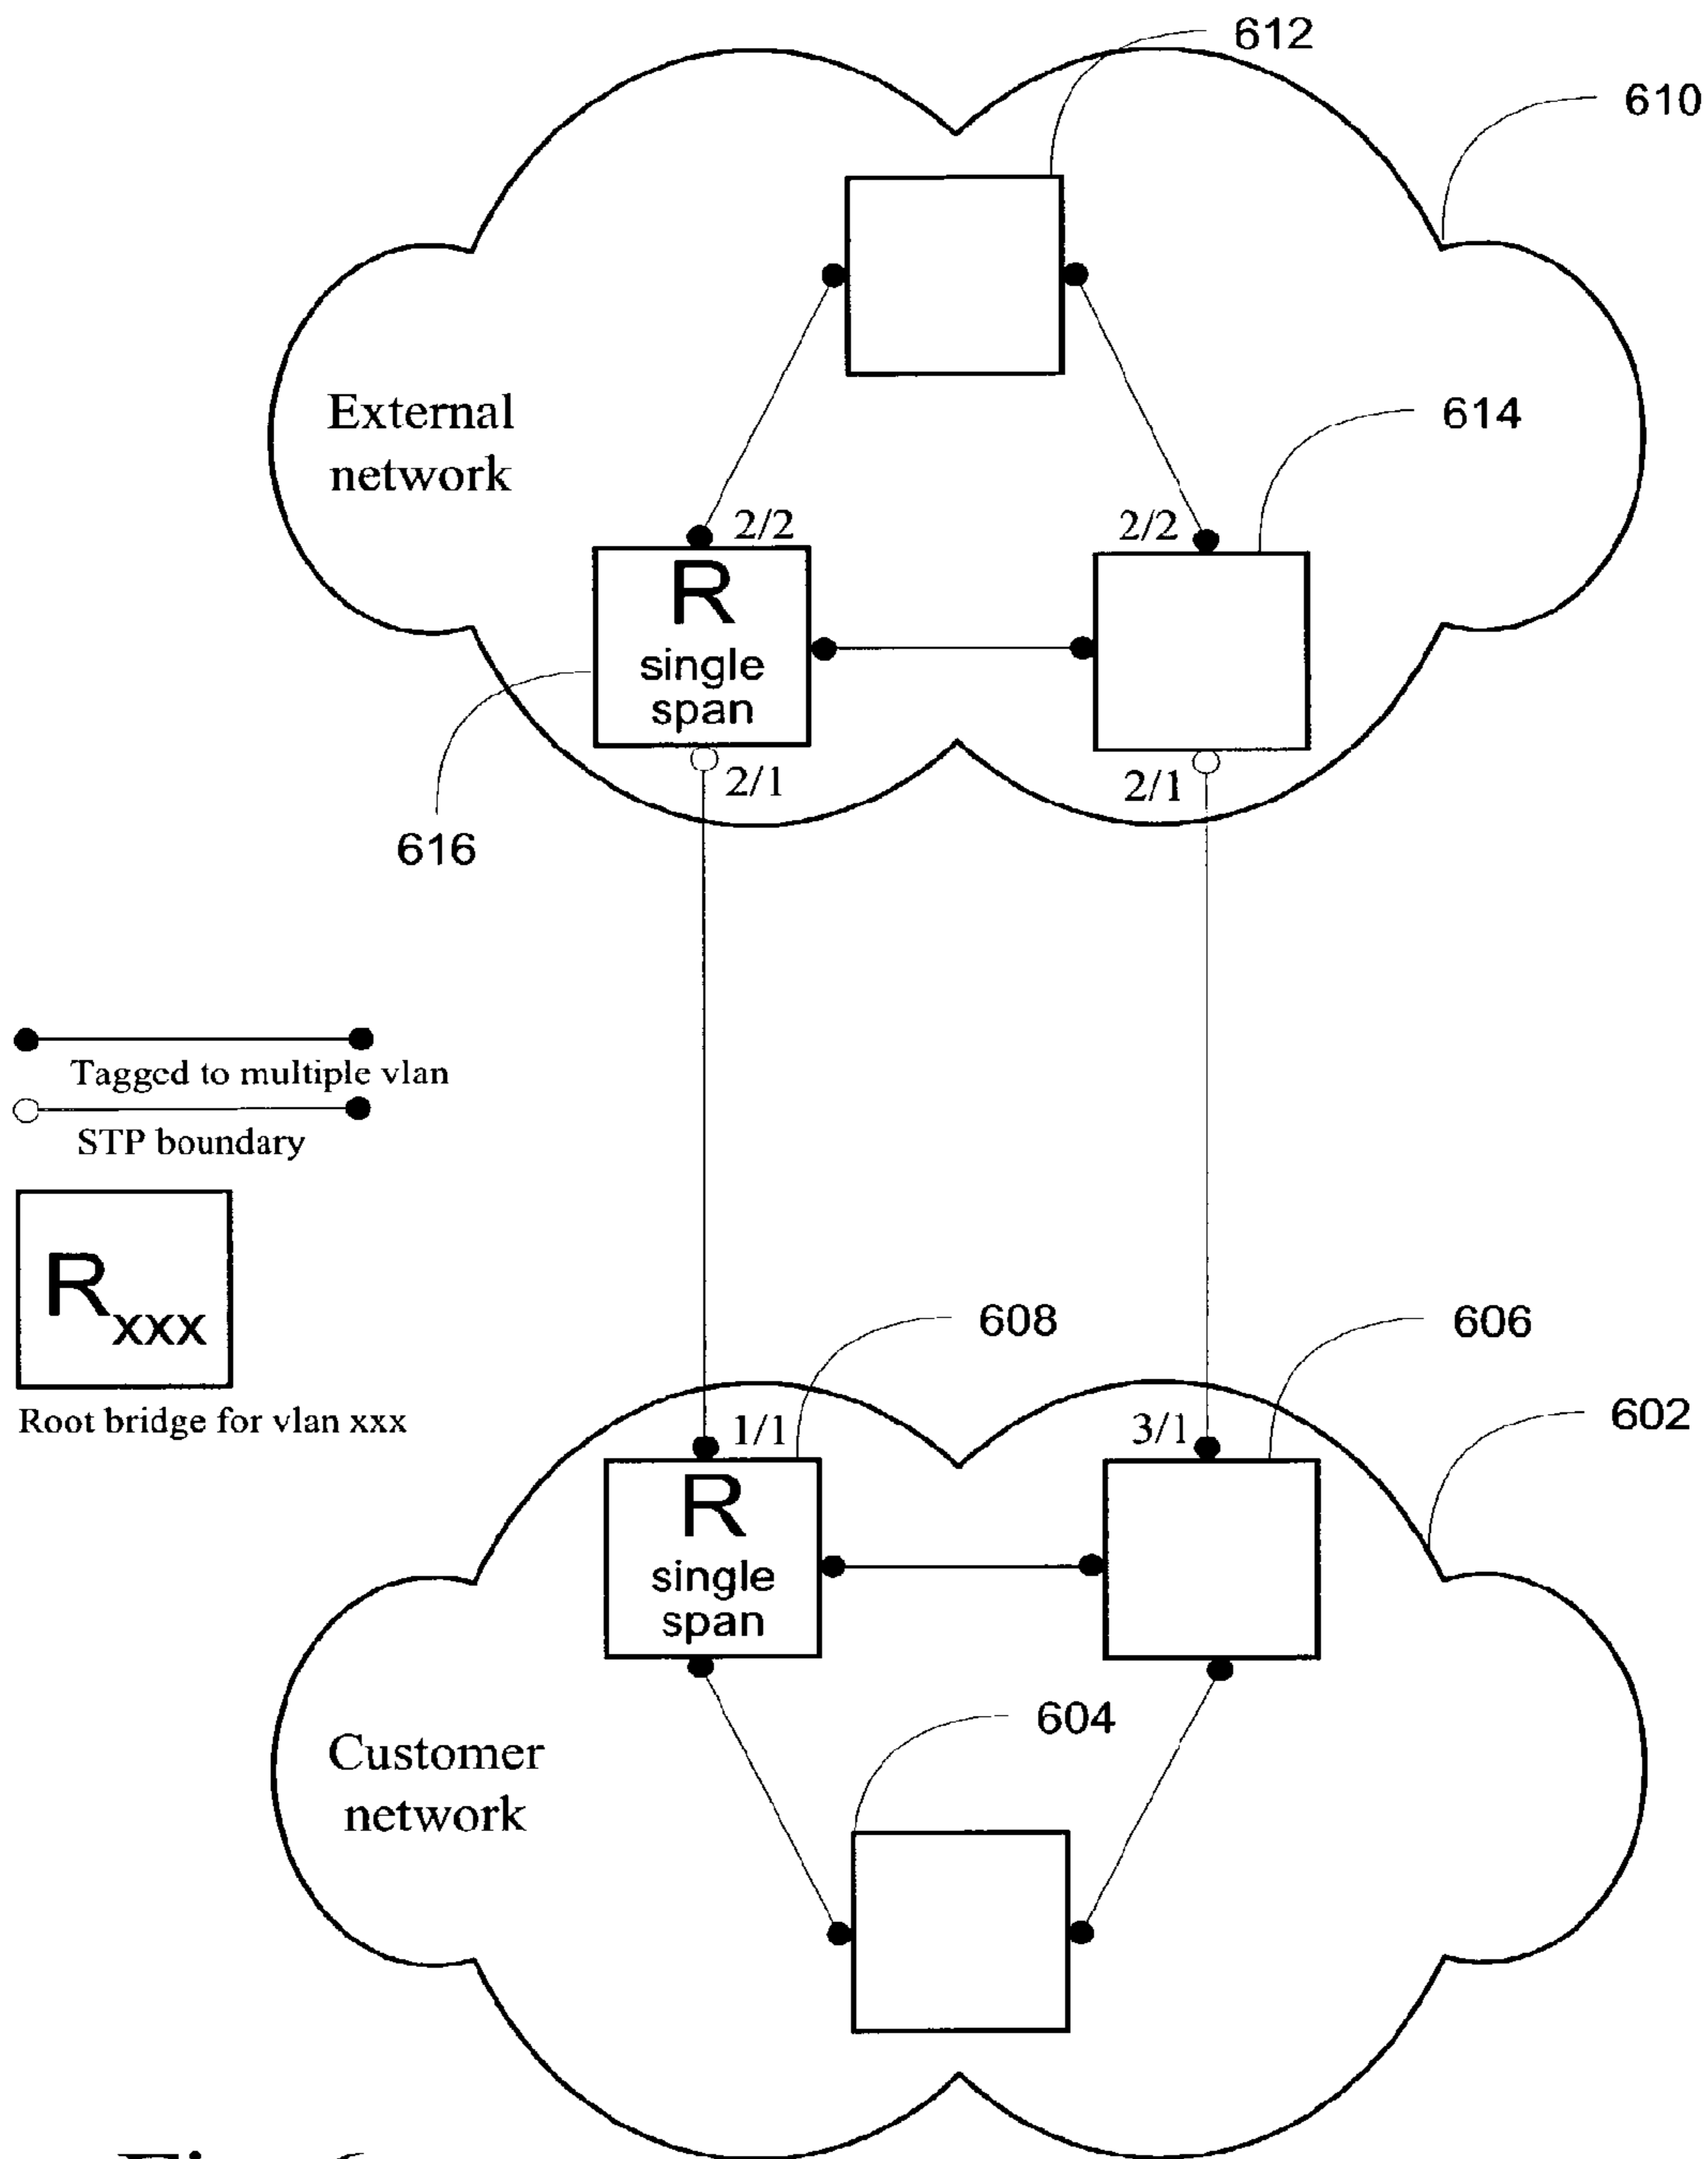 612
610
External
network
614
2/2
2/2
R
single
span
2/1
2/1
616
Tagged to multiple vlan
STP boundary
Rxxx
Root bridge for vlan xxx
608
606
602
1/1
3/1
R
single
span
604
Customer
network